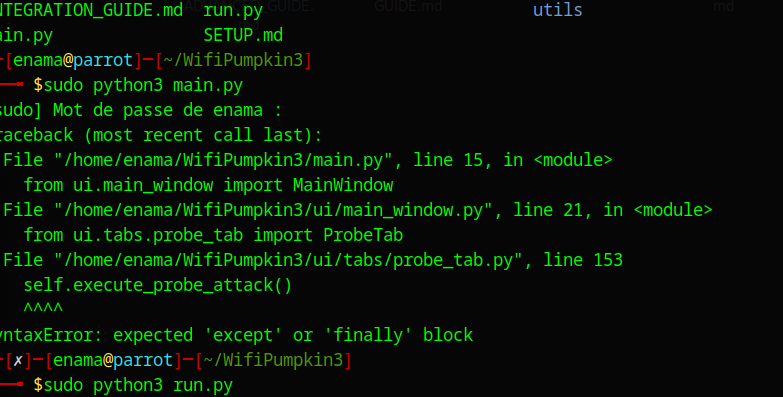 NTEGRATION_GUIDE.md run.py utils
ain.py SETUP.md
─[enama@parrot]─[~/WifiPumpkin3]
──╼ $sudo python3 main.py
sudo] Mot de passe de enama :
raceback (most recent call last):
File "/home/enama/WifiPumpkin3/main.py", line 15, in <module>
from ui.main_window import MainWindow
File "/home/enama/WifiPumpkin3/ui/main_window.py", line 21, in <module>
from ui.tabs.probe_tab import ProbeTab
File "/home/enama/WifiPumpkin3/ui/tabs/probe_tab.py", line 153
self.execute_probe_attack()
^^^^
yntaxError: expected 'except' or 'finally' block
─[✗]─[enama@parrot]─[~/WifiPumpkin3]
──╼ $sudo python3 run.py